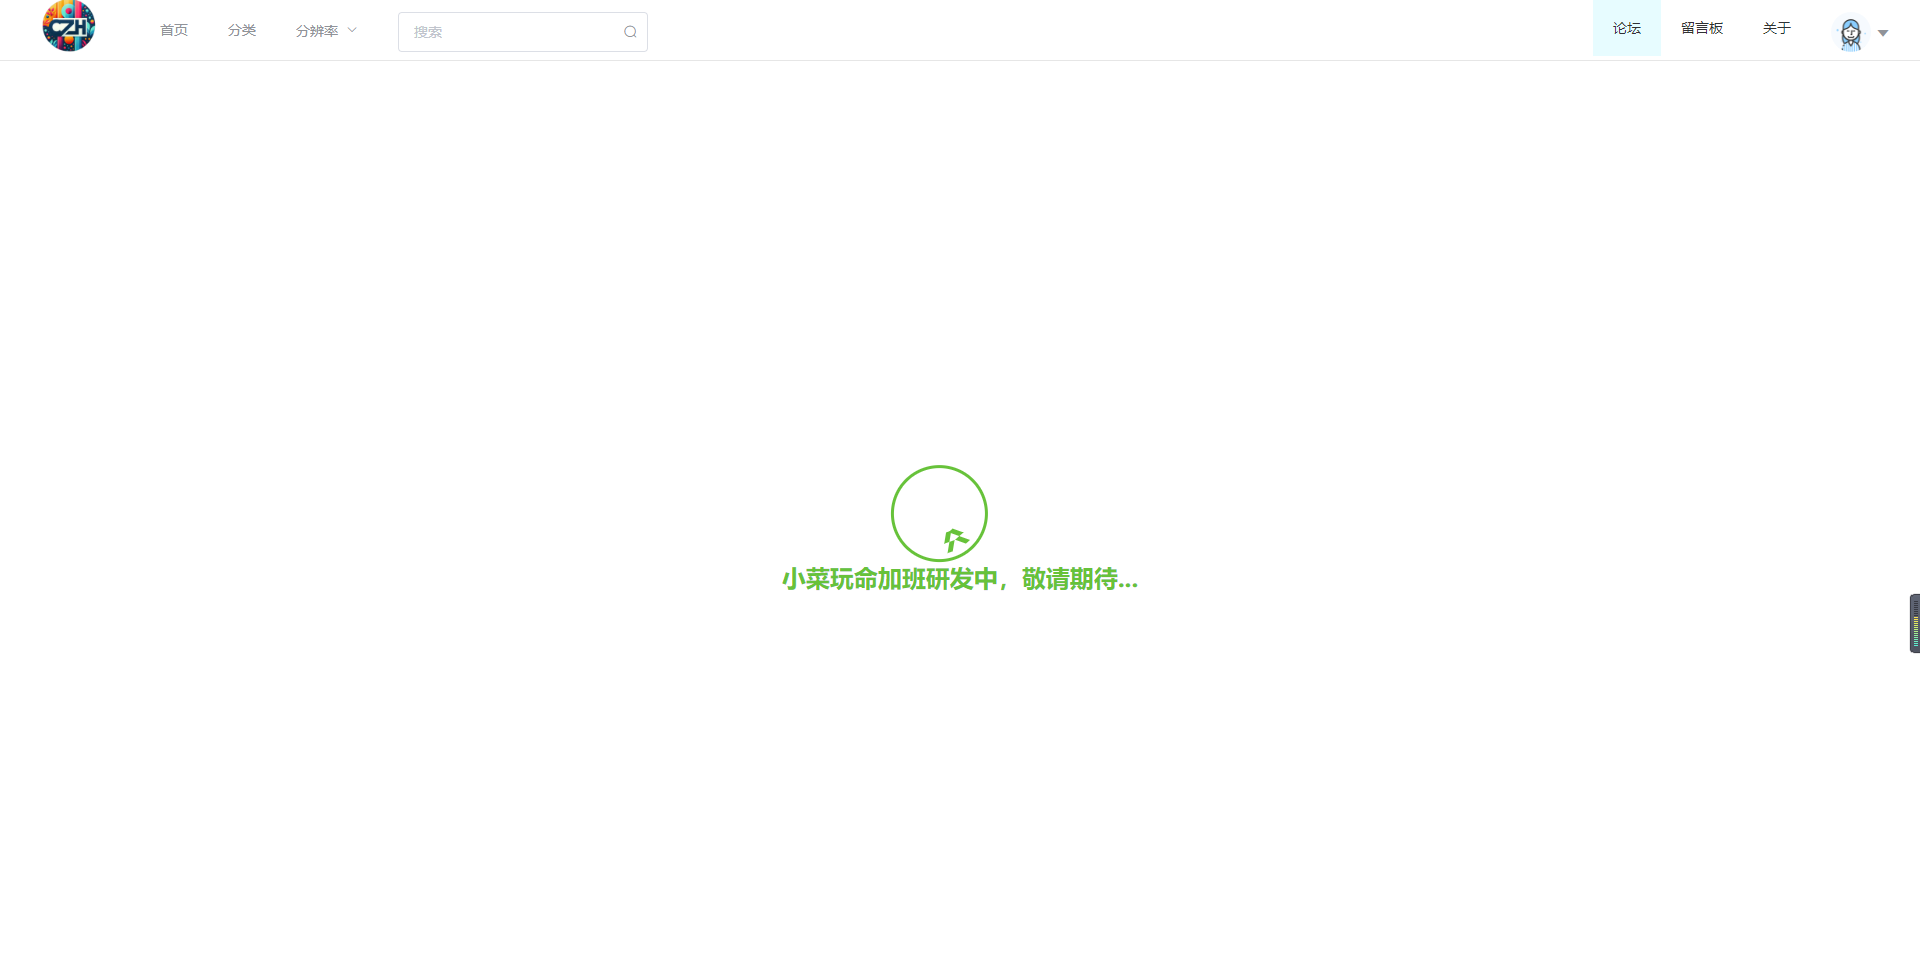 CZH
首页
分类
分辨率
搜索
论坛
留言板
关于
小菜玩命加班研发中，敬请期待...